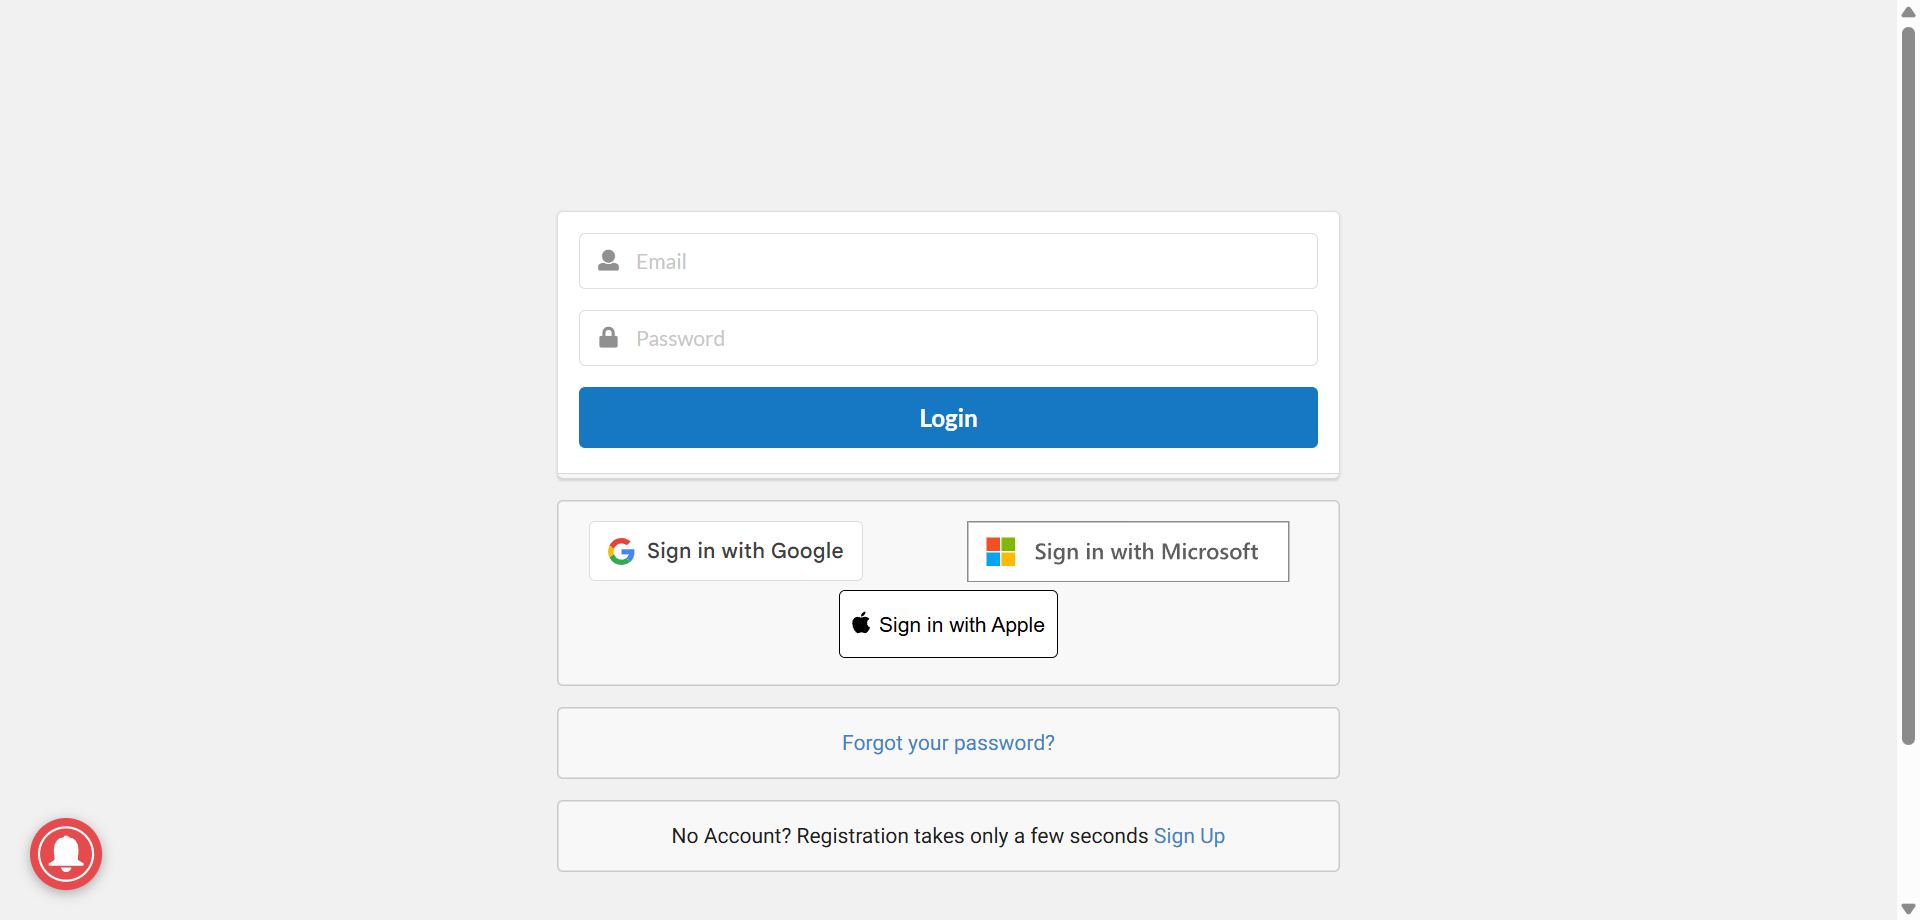 Email
Password
Login
Sign in with Google
Sign in with Microsoft
Sign in with Apple
Forgot your password?
No Account? Registration takes only a few seconds Sign Up